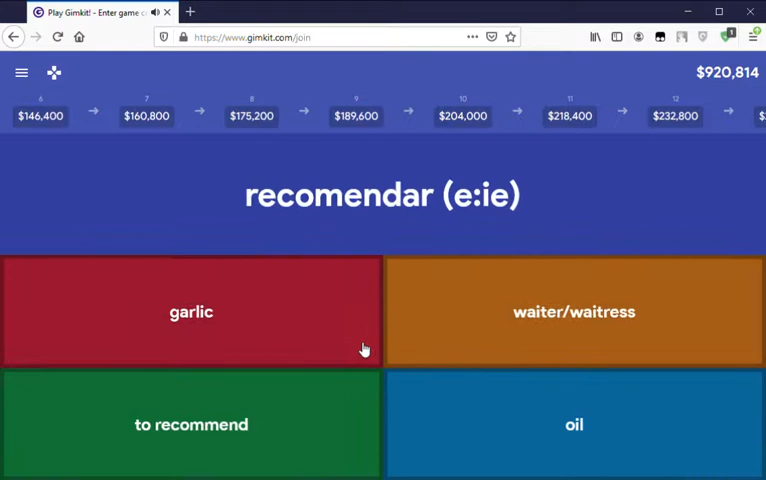 Play Gimkit! - Enter game c
https://www.gimkit.com/join
1
$920,814
6 7 8 9 10 11 12
$146,400 $160,800 $175,200 $189,600 $204,000 $218,400 $232,800
recomendar (e:ie)
garlic waiter/waitress
to recommend oil